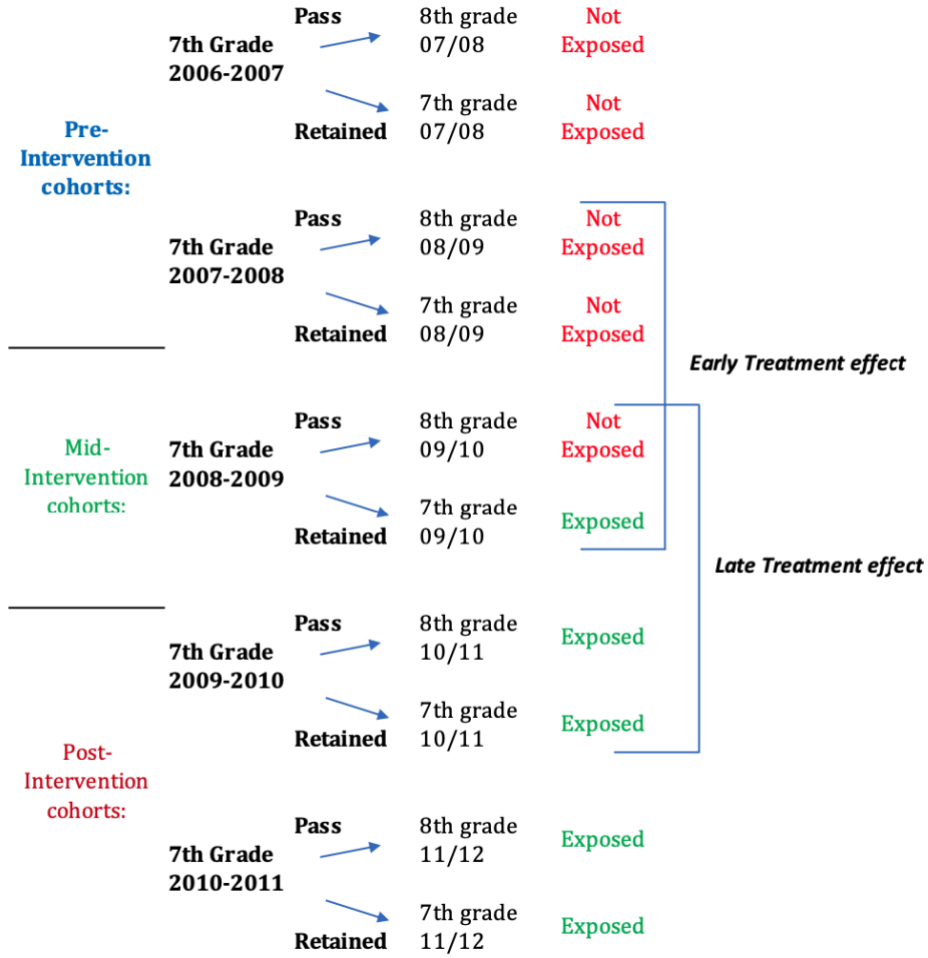 Pre-
Intervention
cohorts:
7th Grade
2006-2007
Pass
8th grade
07/08
Not
Exposed
Retained
7th grade
07/08
Not
Exposed
7th Grade
2007-2008
Pass
8th grade
08/09
Not
Exposed
Retained
7th grade
08/09
Not
Exposed
Early Treatment effect
Mid-
Intervention
cohorts:
7th Grade
2008-2009
Pass
8th grade
09/10
Not
Exposed
Retained
7th grade
09/10
Exposed
Late Treatment effect
Post-
Intervention
cohorts:
7th Grade
2009-2010
Pass
8th grade
10/11
Exposed
Retained
7th grade
10/11
Exposed
7th Grade
2010-2011
Pass
8th grade
11/12
Exposed
Retained
7th grade
11/12
Exposed